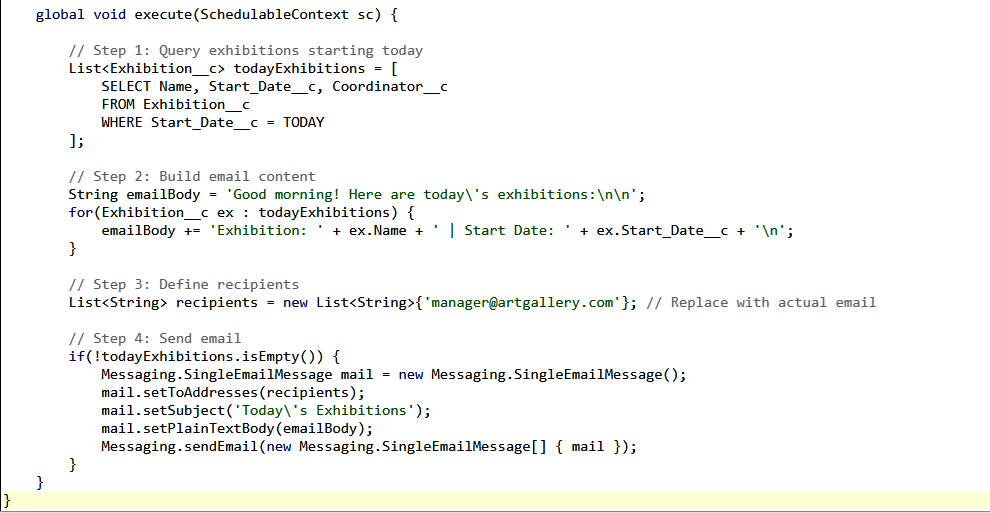 global void execute(SchedulableContext sc) {
// Step 1: Query exhibitions starting today
List<Exhibition__c> todayExhibitions = [
SELECT Name, Start_Date__c, Coordinator__c
FROM Exhibition__c
WHERE Start_Date__c = TODAY
];
// Step 2: Build email content
String emailBody = 'Good morning! Here are today\'s exhibitions:\n\n';
for(Exhibition__c ex : todayExhibitions) {
emailBody += 'Exhibition: ' + ex.Name + ' | Start Date: ' + ex.Start_Date__c + '\n';
}
// Step 3: Define recipients
List<String> recipients = new List<String>{'manager@artgallery.com'}; // Replace with actual email
// Step 4: Send email
if(!todayExhibitions.isEmpty()) {
Messaging.SingleEmailMessage mail = new Messaging.SingleEmailMessage();
mail.setToAddresses(recipients);
mail.setSubject('Today\'s Exhibitions');
mail.setPlainTextBody(emailBody);
Messaging.sendEmail(new Messaging.SingleEmailMessage[] { mail });
}
}
}